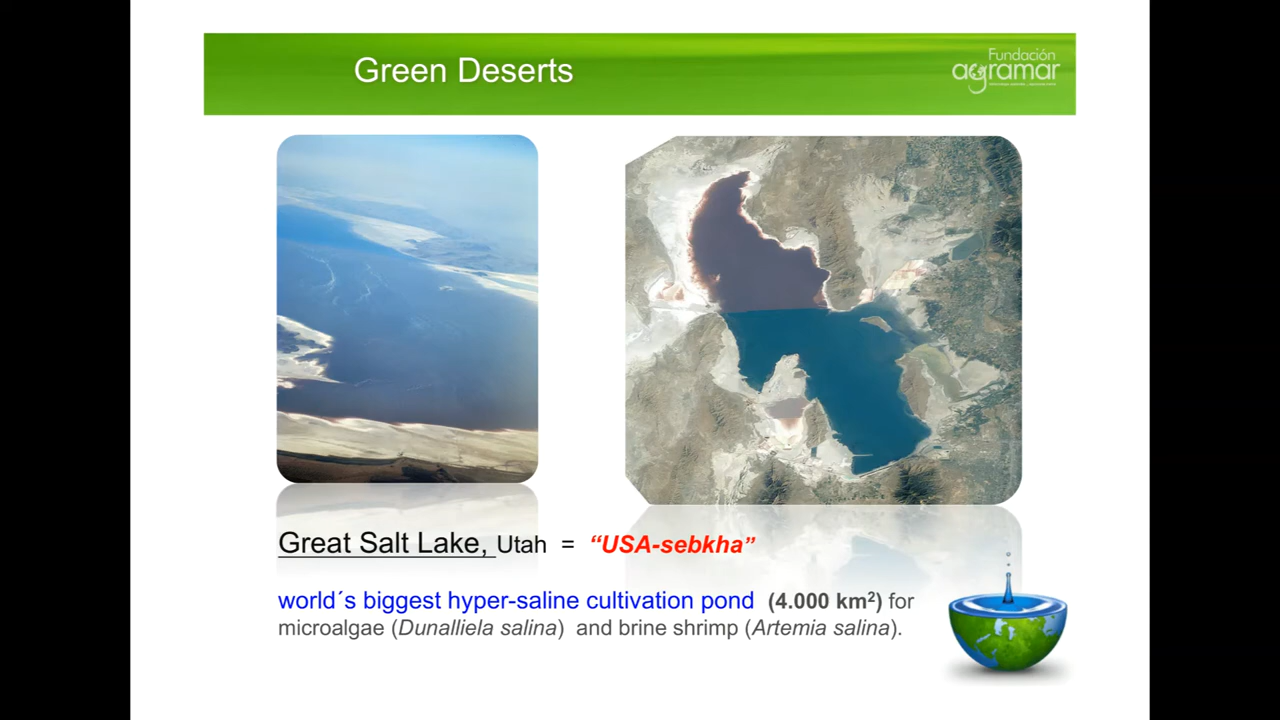 Green Deserts
Fundación
agramar
Great Salt Lake, Utah = “USA-sebkha”
world´s biggest hyper-saline cultivation pond (4.000 km²) for
microalgae (Dunalliela salina) and brine shrimp (Artemia salina).